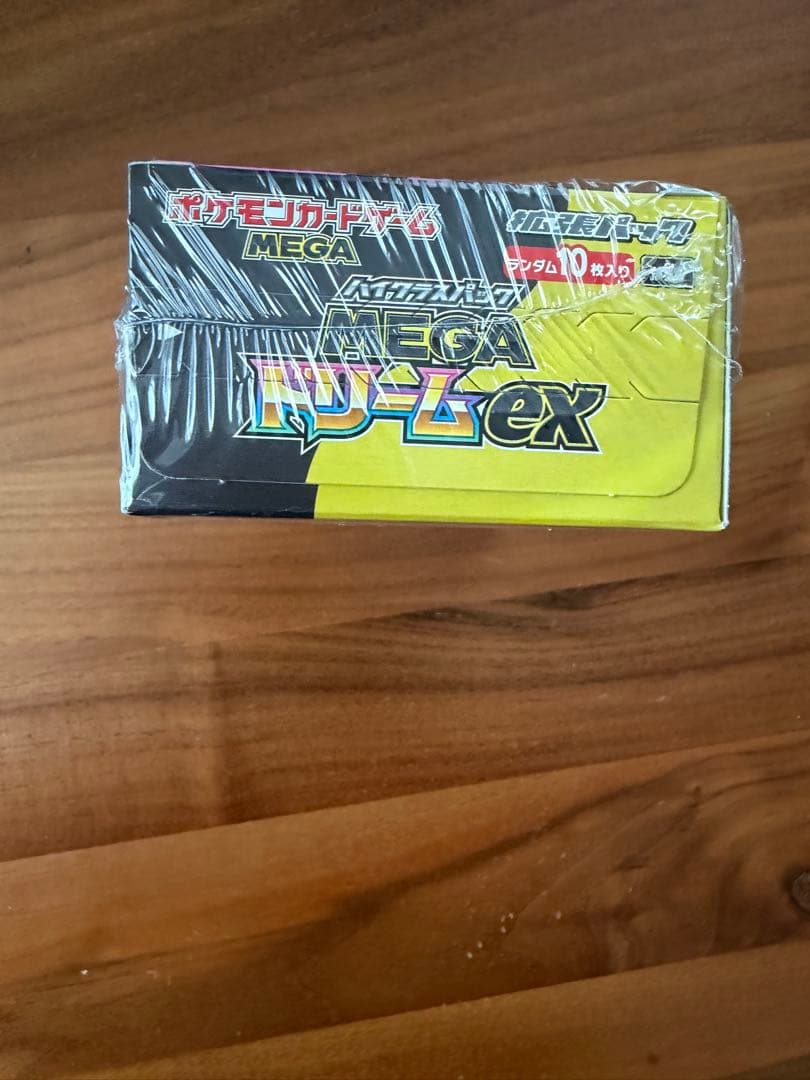 ポケモンカードゲーム
MEGA
拡張パック
ランダム10枚入り
ハイクラスパック
MEGA
ドリームex